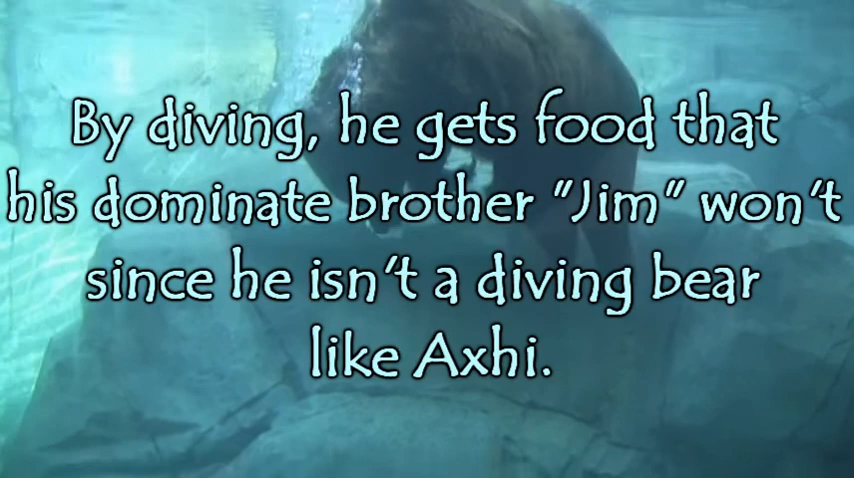 By diving, he gets food that
his dominate brother "Jim" won't
since he isn't a diving bear
like Axhi.